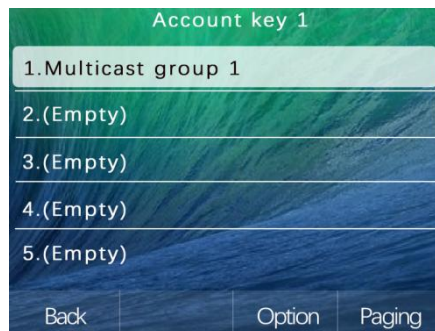 Account key 1
1.Multicast group 1
2.(Empty)
3.(Empty)
4.(Empty)
5.(Empty)
Back Option Paging